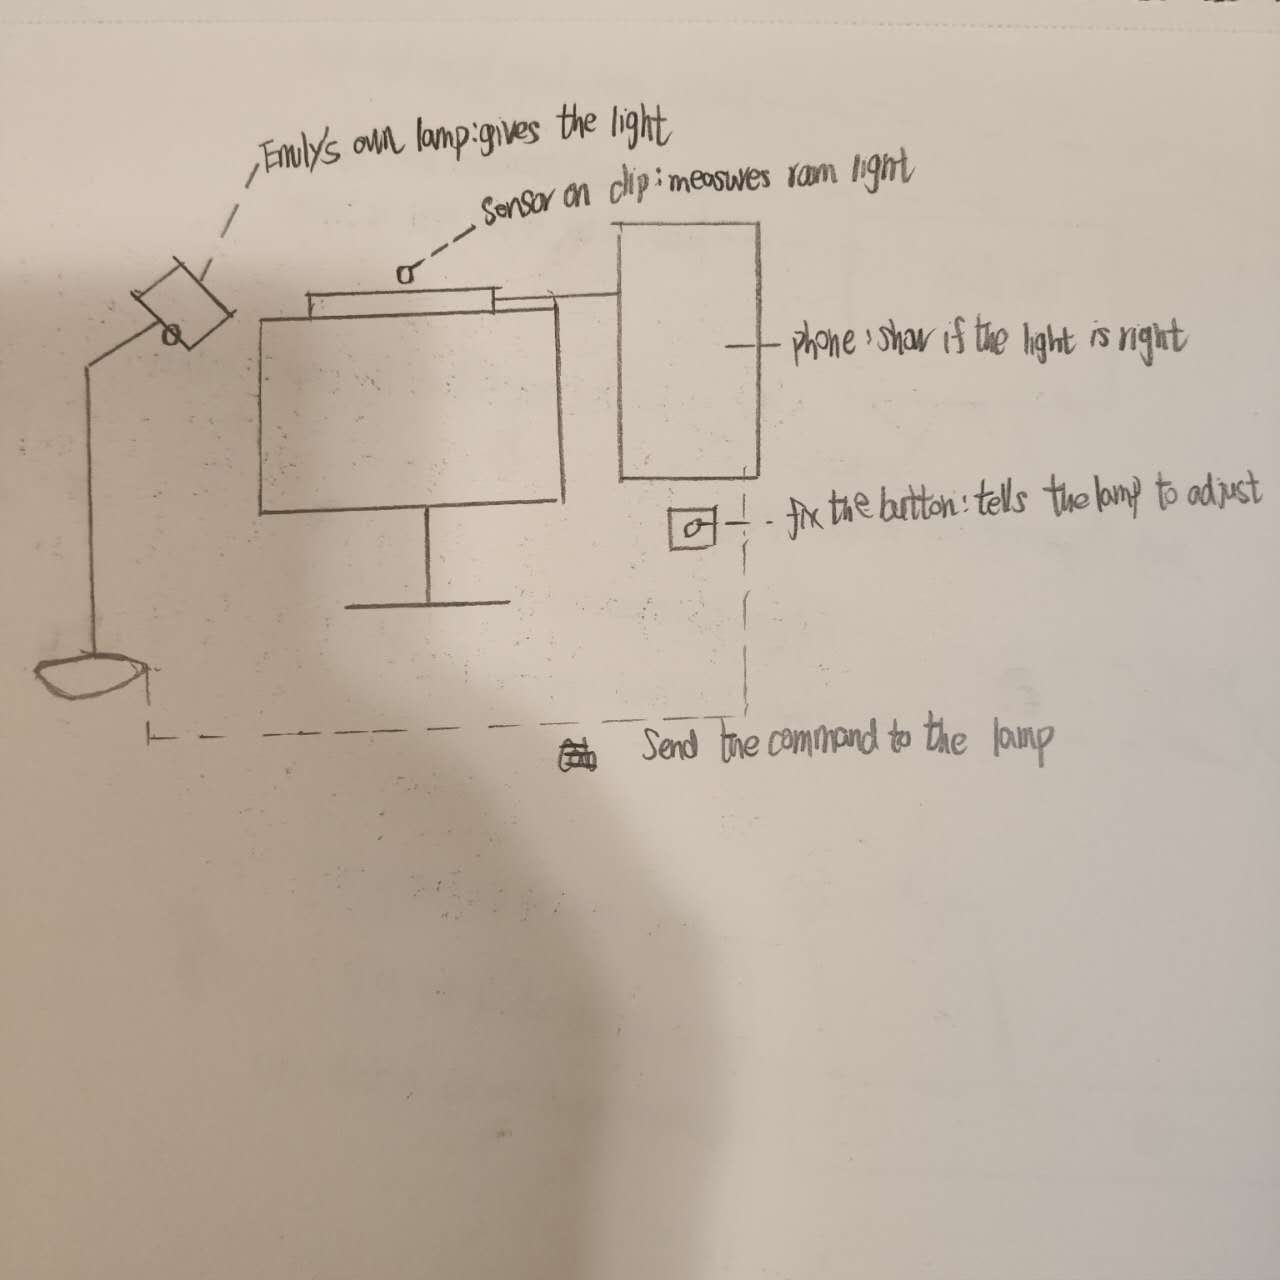 Emily's own lamp:gives the light
Sensor on clip:measures room light
phone:show if the light is right
fix the button:tells the lamp to adjust
Send the command to the lamp